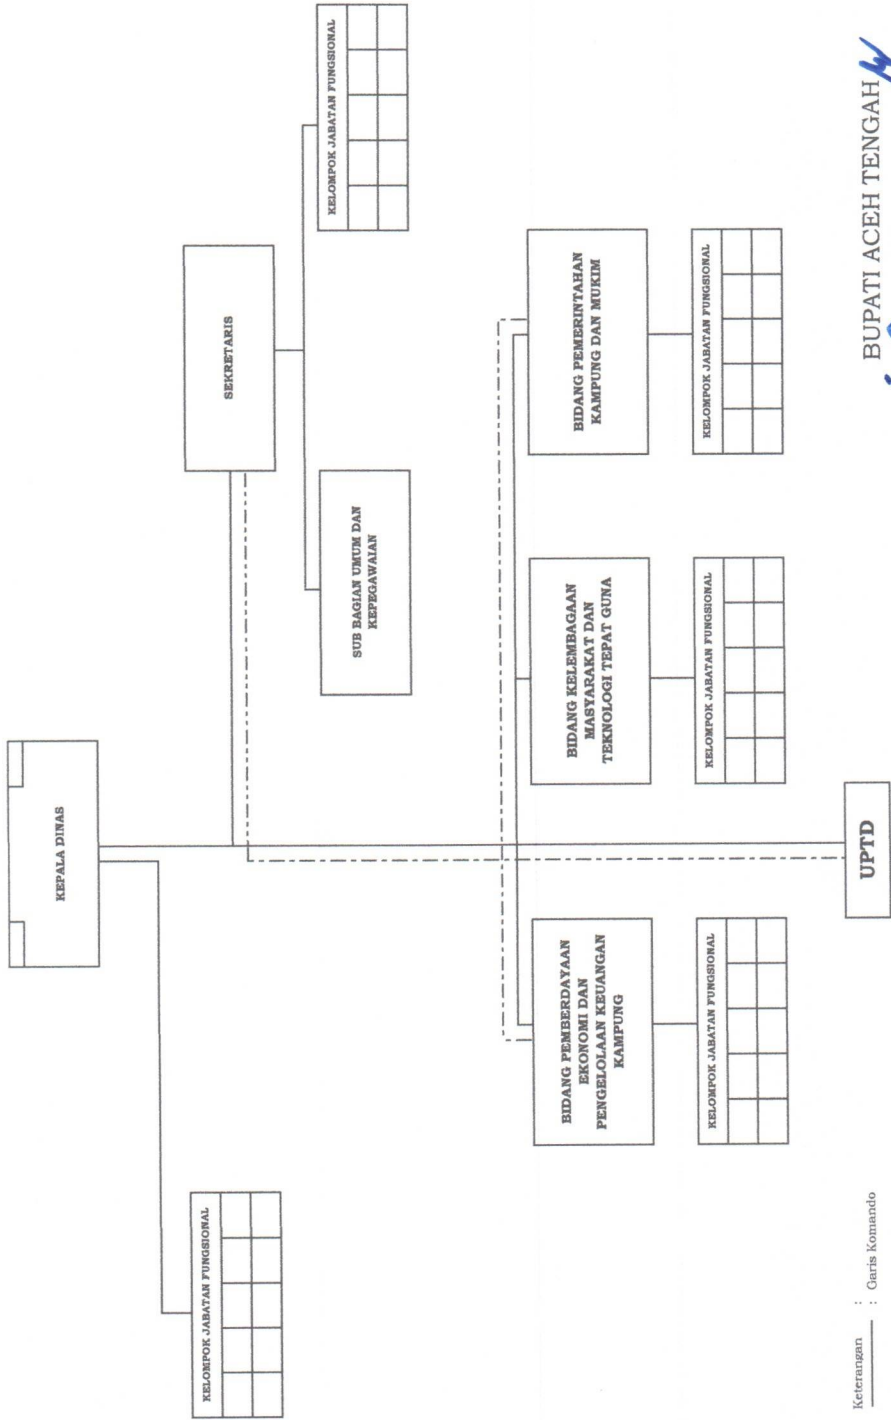 KEPALA DINAS
KELOMPOK JABATAN FUNGSIONAL
SEKRETARIS
SUB BAGIAN UMUM DAN
KEPEGAWAIAN
KELOMPOK JABATAN FUNGSIONAL
BIDANG PEMBERDAYAAN
EKONOMI DAN
PENGELOLAAN KEUANGAN
KAMPUNG
BIDANG KELEMBAGAAN
MASYARAKAT DAN
TEKNOLOGI TEPAT GUNA
BIDANG PEMERINTAHAN
KAMPUNG DAN MUKIM
KELOMPOK JABATAN FUNGSIONAL
KELOMPOK JABATAN FUNGSIONAL
KELOMPOK JABATAN FUNGSIONAL
UPTD
Keterangan :
: Garis Komando
BUPATI ACEH TENGAH